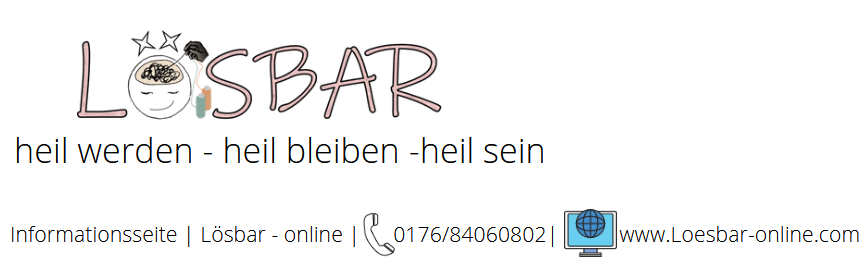 LÖSBAR
heil werden - heil bleiben -heil sein
Informationsseite | Lösbar - online | 0176/84060802| www.Loesbar-online.com